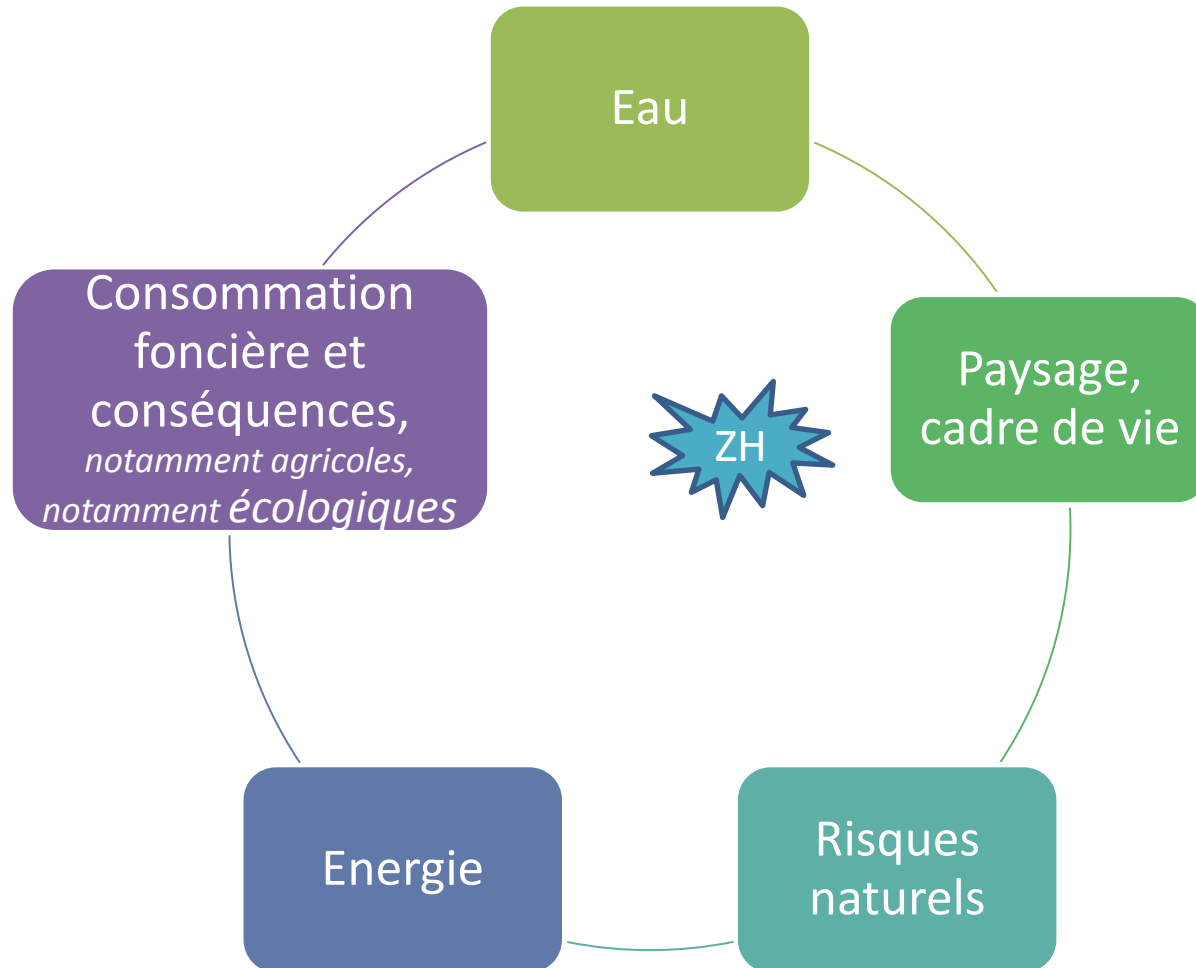 Eau
Consommation
foncière et
conséquences,
notamment agricoles,
notamment écologiques
Paysage,
cadre de vie
ZH
Energie
Risques
naturels